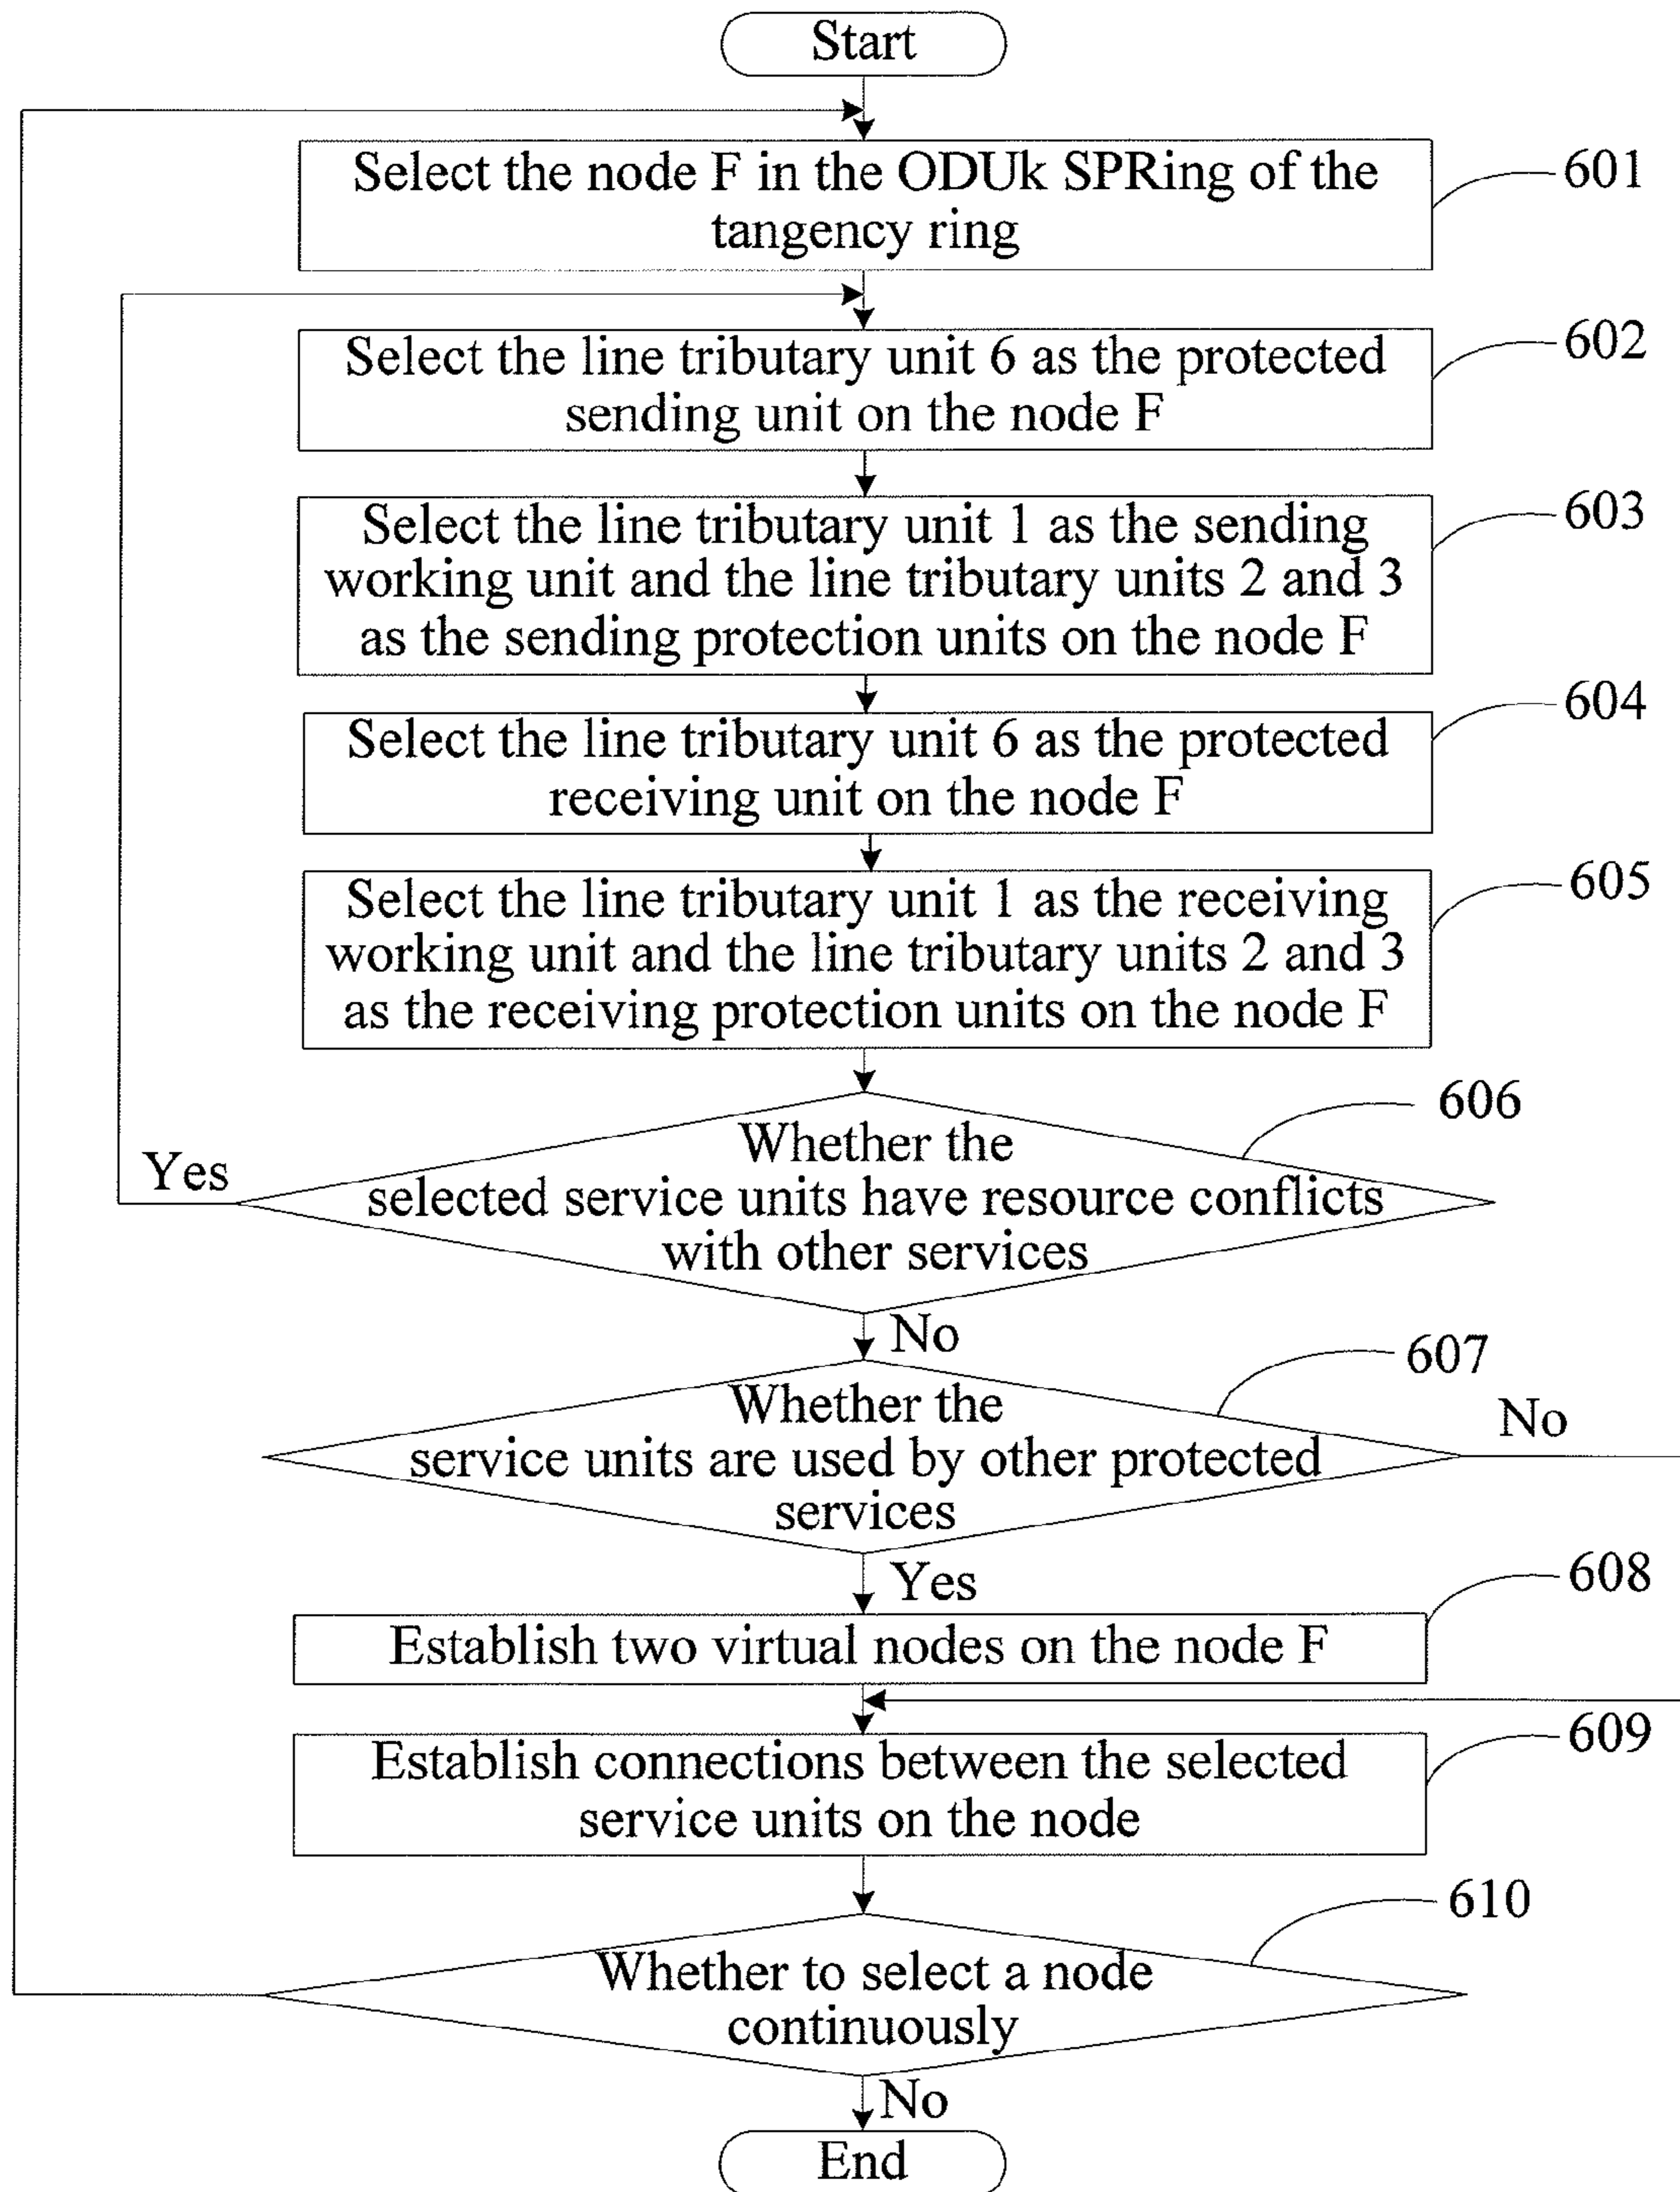 Start
Select the node F in the ODUk SPRing of the
tangency ring
601
Select the line tributary unit 6 as the protected
sending unit on the node F
602
Select the line tributary unit 1 as the sending
working unit and the line tributary units 2 and 3
as the sending protection units on the node F
603
Select the line tributary unit 6 as the protected
receiving unit on the node F
604
Select the line tributary unit 1 as the receiving
working unit and the line tributary units 2 and 3
as the receiving protection units on the node F
605
Whether the
selected service units have resource conflicts
with other services
606
Yes
No
Whether the
service units are used by other protected
services
607
No
Yes
Establish two virtual nodes on the node F
608
Establish connections between the selected
service units on the node
609
Whether to select a node
continuously
610
No
End